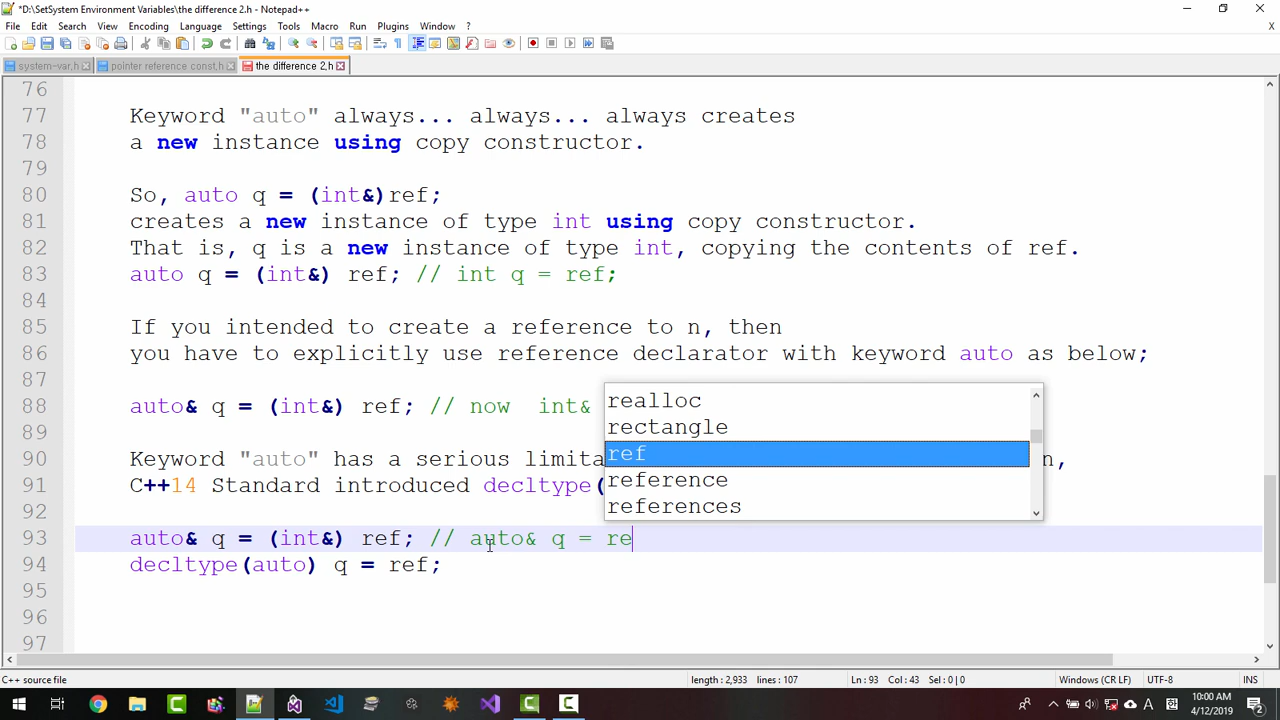 *D:\SetSystem Environment Variables\the difference 2.h - Notepad++
File Edit Search View Encoding Language Settings Tools Macro Run Plugins Window ?
system-var.h pointer reference const.h the difference 2.h
76
77 Keyword "auto" always... always... always creates
78 a new instance using copy constructor.
79
80 So, auto q = (int&)ref;
81 creates a new instance of type int using copy constructor.
82 That is, q is a new instance of type int, copying the contents of ref.
83 auto q = (int&) ref; // int q = ref;
84
85 If you intended to create a reference to n, then
86 you have to explicitly use reference declarator with keyword auto as below;
87
88 auto& q = (int&) ref; // now int&
89
90 Keyword "auto" has a serious n,
91 C++14 Standard introduced decltype(
92
93 auto& q = (int&) ref; // auto& q = re
94 decltype(auto) q = ref;
95
96
97
realloc
rectangle
ref
reference
references
C++ source file length : 2,933 lines : 107 Ln : 93 Col : 43 Sel : 0 | 0 Windows (CR LF) UTF-8 INS
10:00 AM
4/12/2019